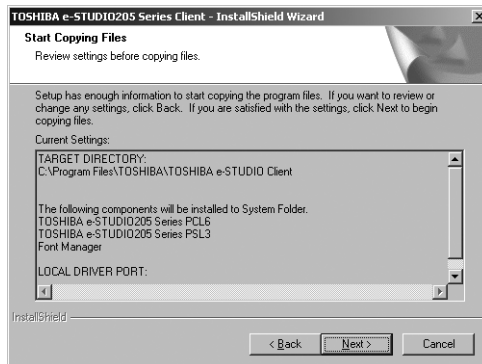 TOSHIBA e-STUDIO205 Series Client - InstallShield Wizard
Start Copying Files
Review settings before copying files.
Setup has enough information to start copying the program files. If you want to review or
change any settings, click Back. If you are satisfied with the settings, click Next to begin
copying files.
Current Settings:
TARGET DIRECTORY:
C:\Program Files\TOSHIBA\TOSHIBA e-STUDIO Client
The following components will be installed to System Folder.
TOSHIBA e-STUDIO205 Series PCL6
TOSHIBA e-STUDIO205 Series PSL3
Font Manager
LOCAL DRIVER PORT:
InstallShield
< Back Next > Cancel